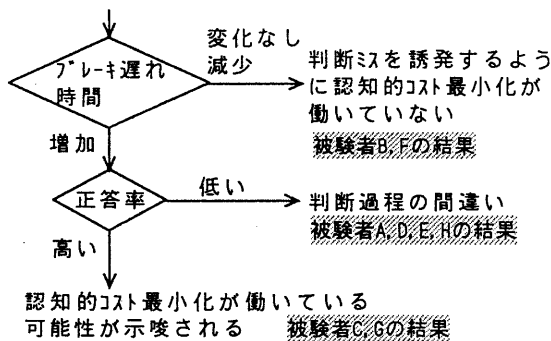 変化なし
減少
ﾌﾞﾚｰｷ遅れ
時間
判断ﾐｽを誘発するよう
に認知的ｺｽﾄ最小化が
働いていない
被験者B,Fの結果
増加
正答率
低い
判断過程の間違い
被験者A,D,E,Hの結果
高い
認知的ｺｽﾄ最小化が働いている
可能性が示唆される 被験者C,Gの結果